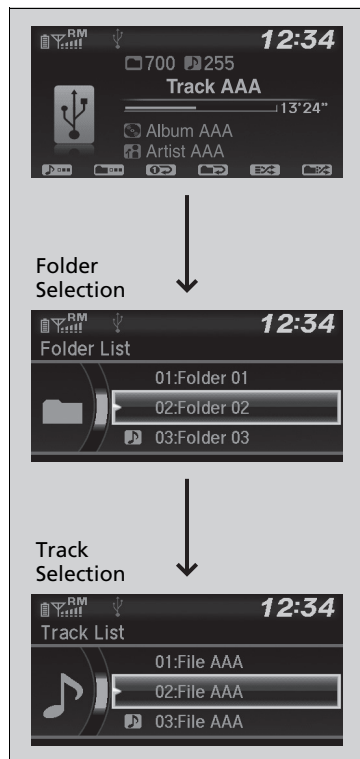 RM
12:34
700 255
Track AAA
13'24"
Album AAA
Artist AAA
1
Folder
Selection
RM
12:34
Folder List
01:Folder 01
02:Folder 02
03:Folder 03
Track
Selection
RM
12:34
Track List
01:File AAA
02:File AAA
03:File AAA